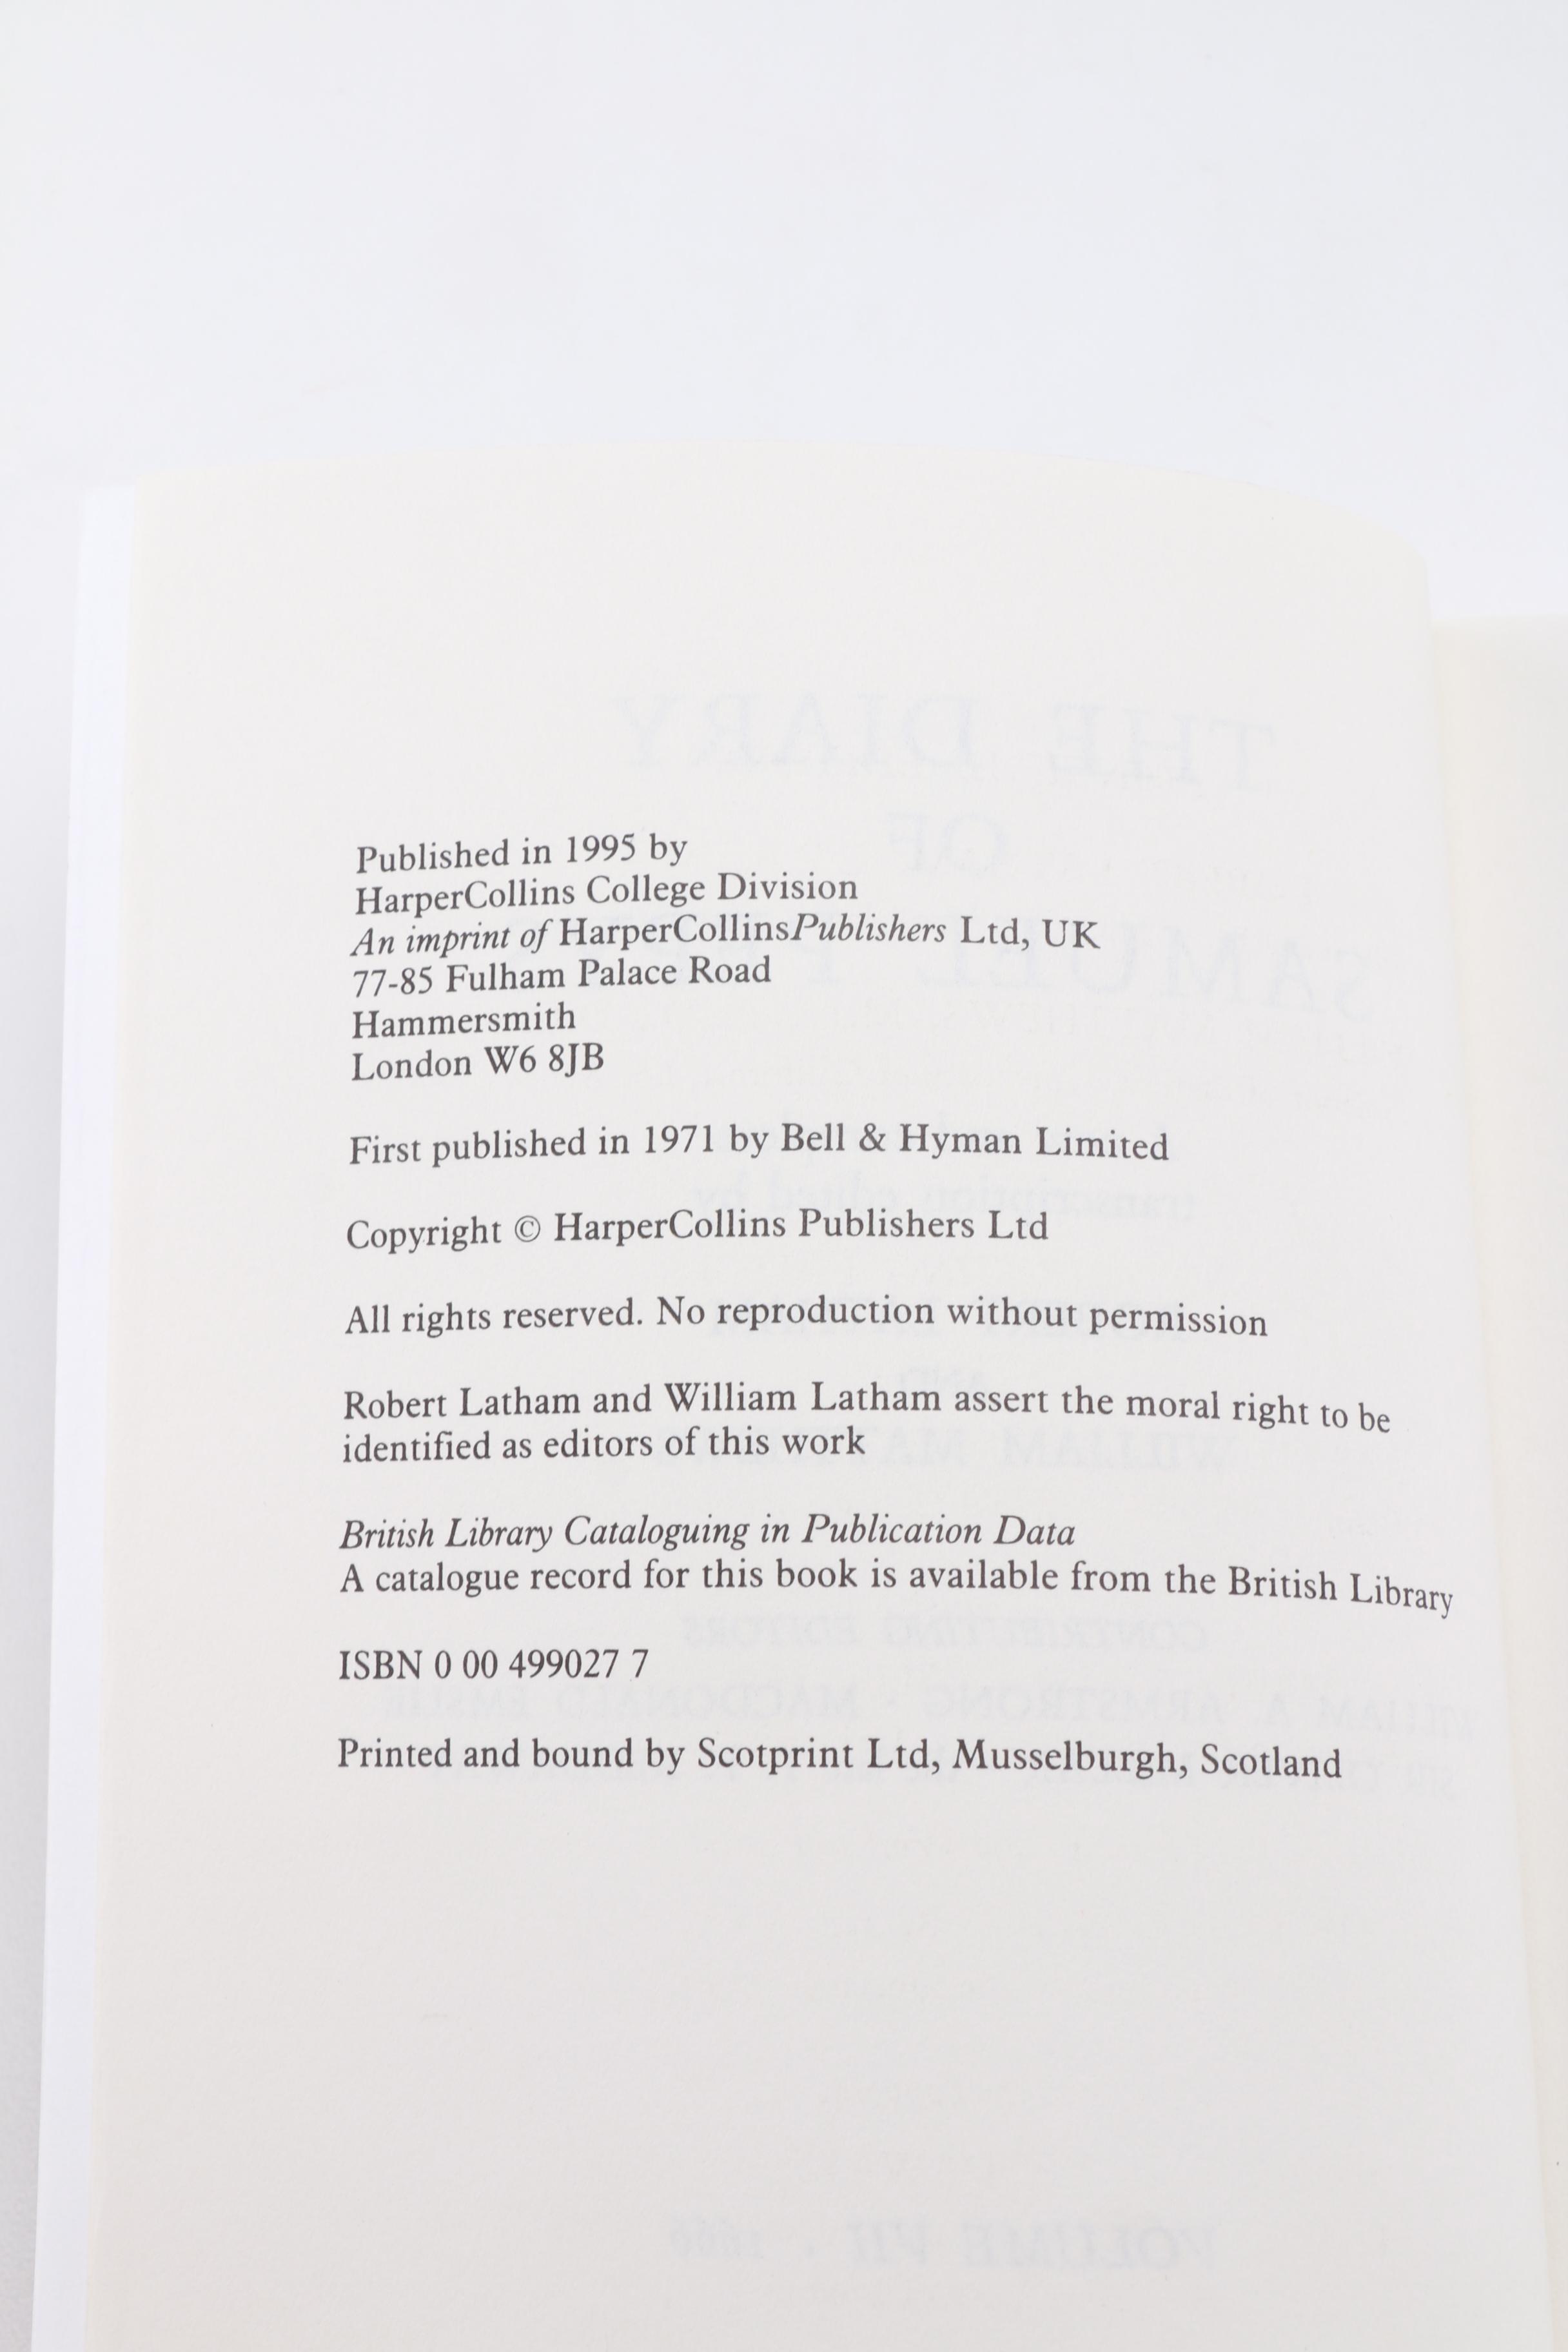 Published in 1995 by
HarperCollins College Division
An imprint of HarperCollinsPublishers Ltd, UK
77-85 Fulham Palace Road
Hammersmith
London W6 8JB
First published in 1971 by Bell & Hyman Limited
Copyright © HarperCollins Publishers Ltd
All rights reserved. No reproduction without permission
Robert Latham and William Latham assert the moral right to be
identified as editors of this work
British Library Cataloguing in Publication Data
A catalogue record for this book is available from the British Library
ISBN 0 00 499027 7
Printed and bound by Scotprint Ltd, Musselburgh, Scotland